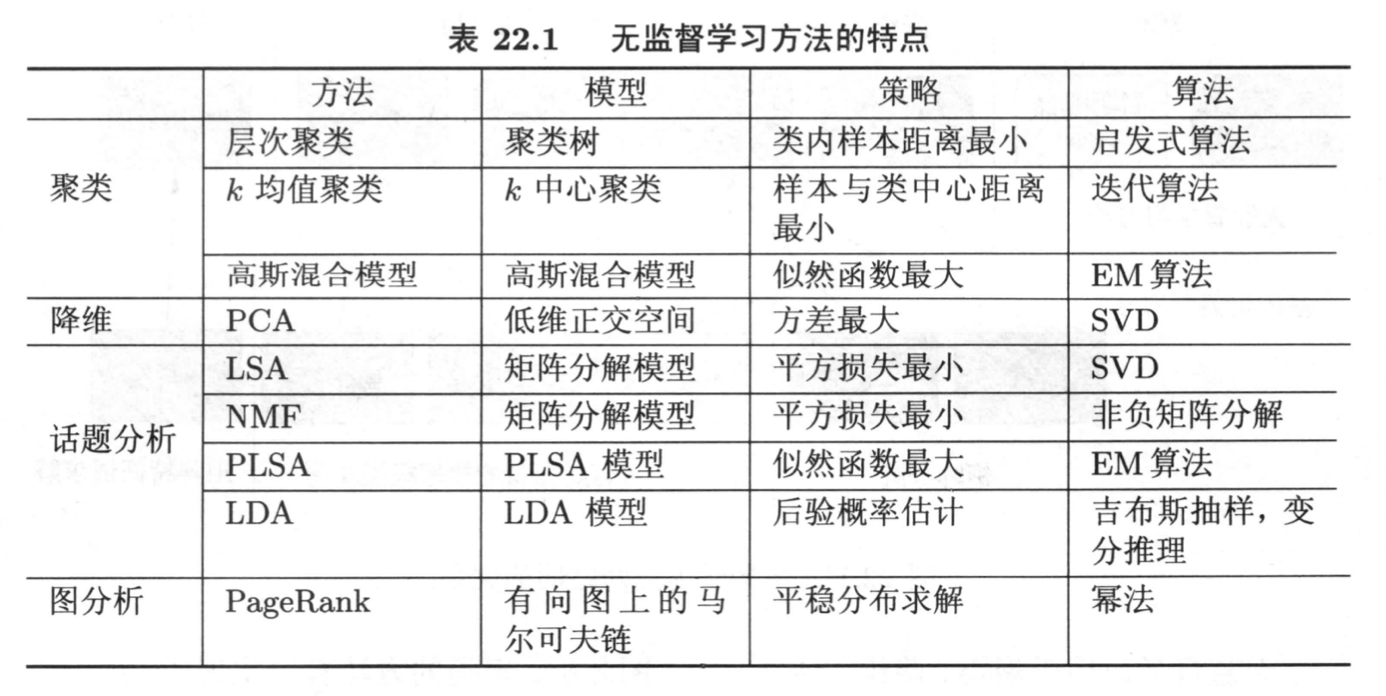 表 22.1 无监督学习方法的特点
方法 模型 策略 算法
层次聚类 聚类树 类内样本距离最小 启发式算法
聚类 k 均值聚类 k 中心聚类 样本与类中心距离 迭代算法
最小
高斯混合模型 高斯混合模型 似然函数最大 EM 算法
降维 PCA 低维正交空间 方差最大 SVD
LSA 矩阵分解模型 平方损失最小 SVD
NMF 矩阵分解模型 平方损失最小 非负矩阵分解
话题分析
PLSA PLSA 模型 似然函数最大 EM 算法
LDA LDA 模型 后验概率估计 吉布斯抽样，变
分推理
图分析 PageRank 有向图上的马 平稳分布求解 幂法
尔可夫链